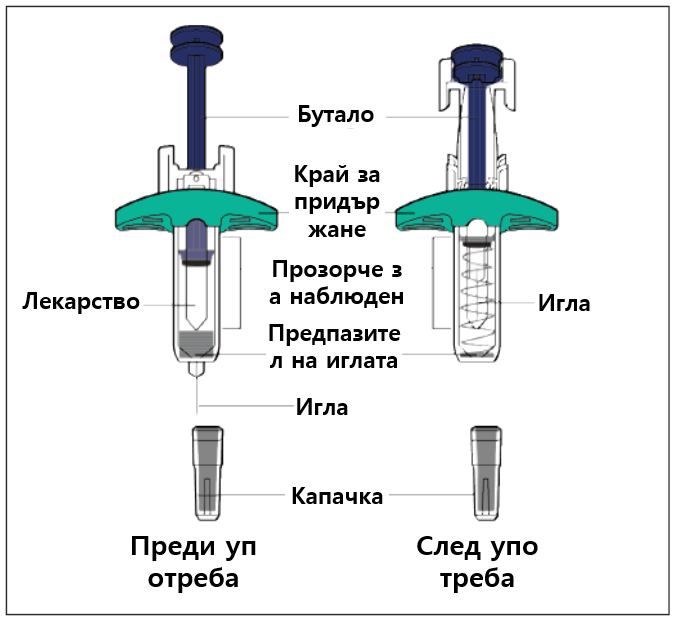 Бутало
Край за
придър
жане
Прозорче з
а наблюден
Лекарство
Игла
Предпазите
л на иглата
Игла
Капачка
Преди уп
отреба
След упо
треба